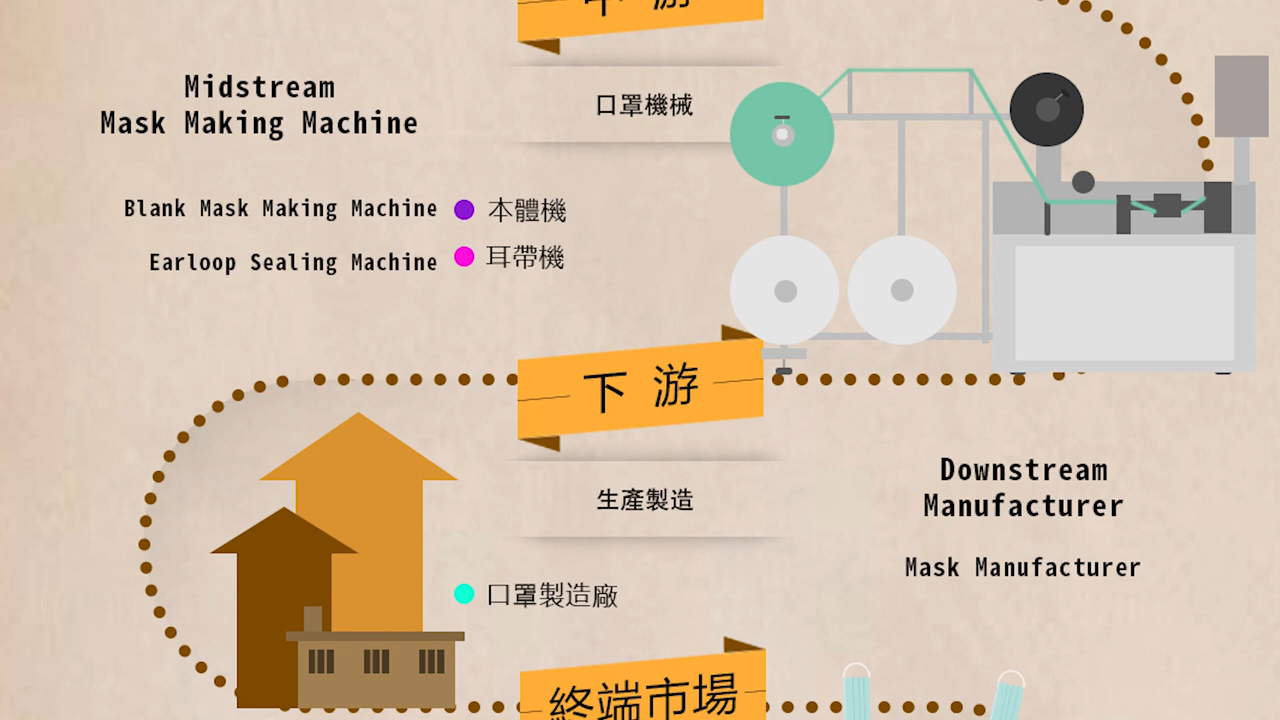 中 游
Midstream
Mask Making Machine
口罩機械
Blank Mask Making Machine
本體機
Earloop Sealing Machine
耳帶機
下 游
Downstream
Manufacturer
生產製造
Mask Manufacturer
口罩製造廠
終端市場